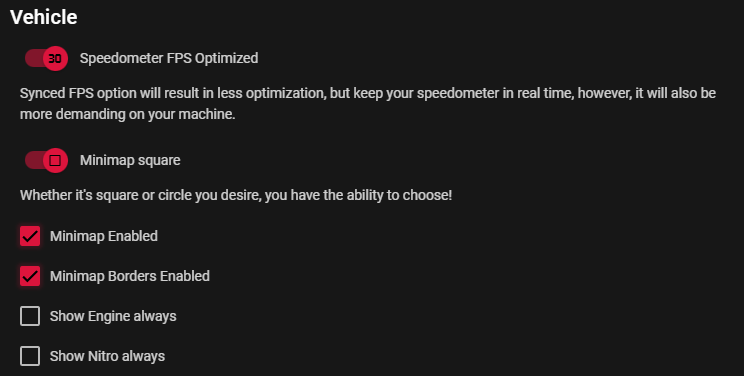 Vehicle
30 Speedometer FPS Optimized
Synced FPS option will result in less optimization, but keep your speedometer in real time, however, it will also be
more demanding on your machine.
Minimap square
Whether it's square or circle you desire, you have the ability to choose!
Minimap Enabled
Minimap Borders Enabled
Show Engine always
Show Nitro always